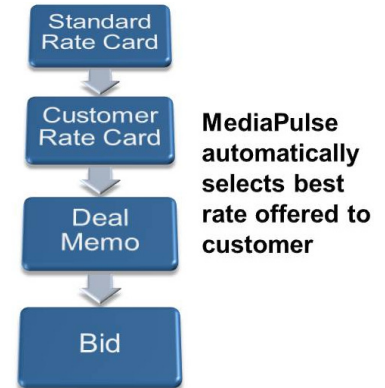 Standard
Rate Card
Customer
Rate Card
MediaPulse
automatically
selects best
rate offered to
customer
Deal
Memo
Bid